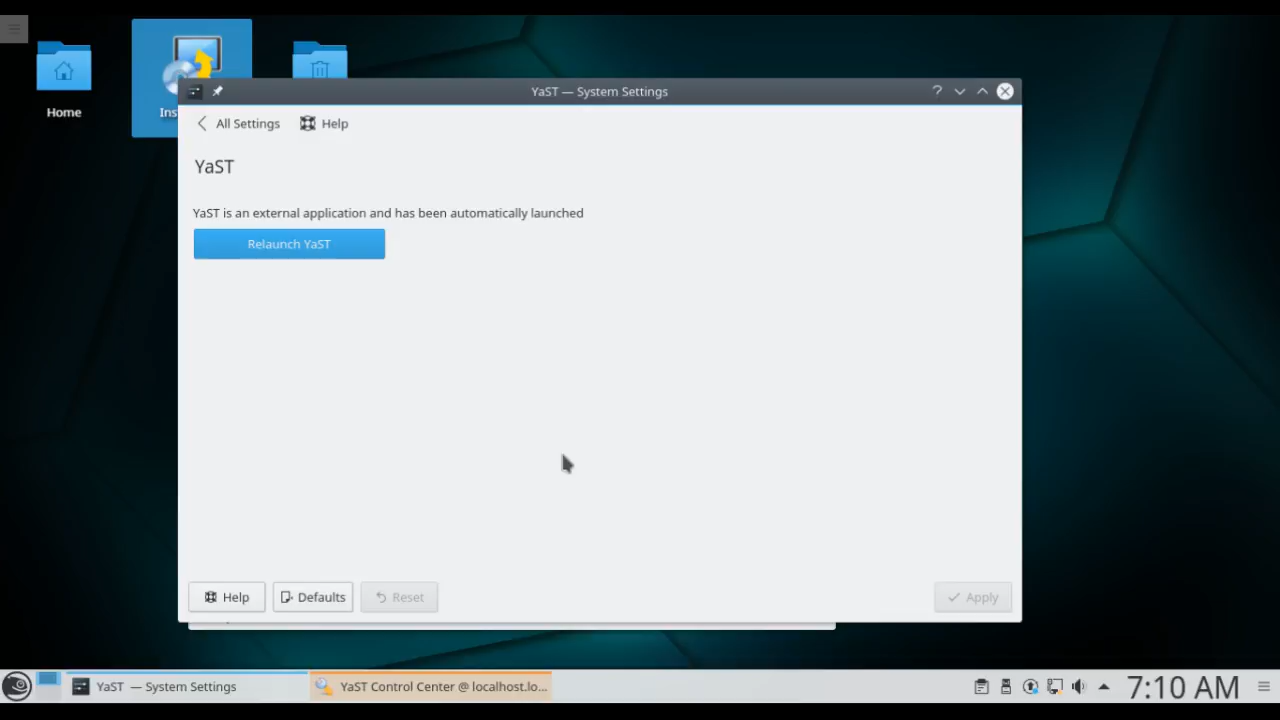 Home
Ins
YaST — System Settings
All Settings
Help
YaST
YaST is an external application and has been automatically launched
Relaunch YaST
Help
Defaults
Reset
Apply
YaST — System Settings
YaST Control Center @ localhost.lo...
7:10 AM